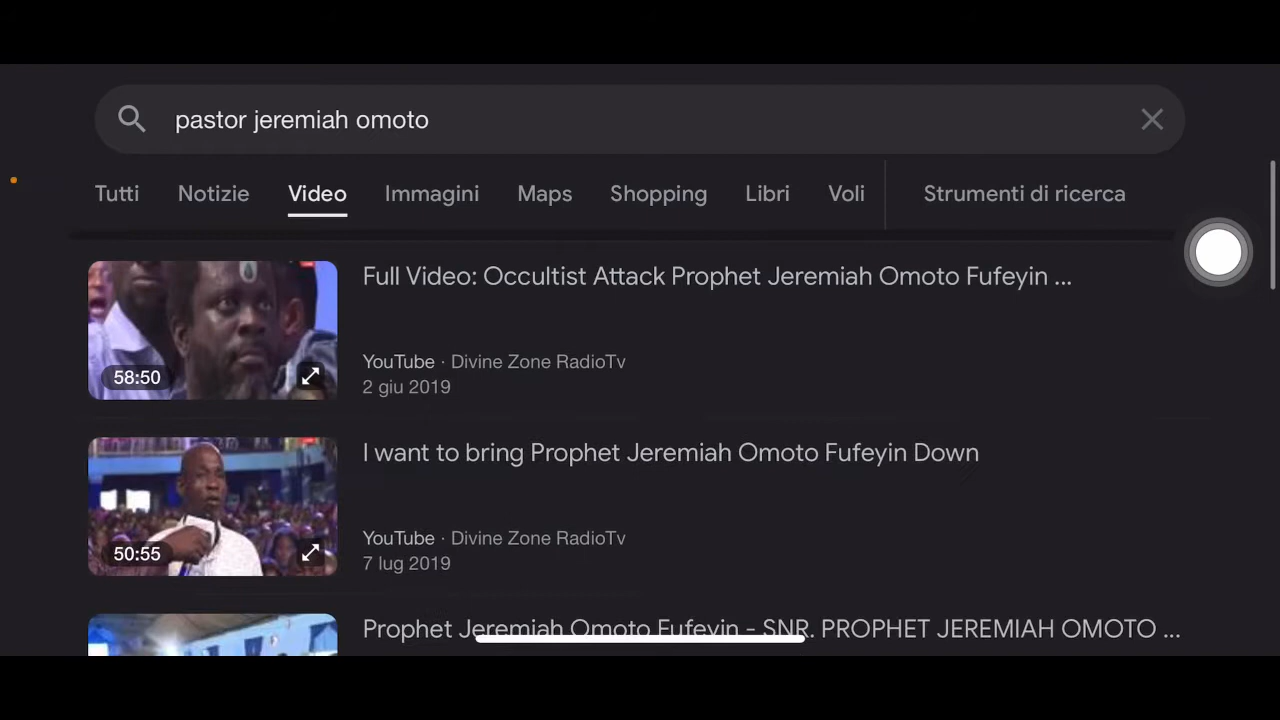 pastor jeremiah omoto
Tutti Notizie Video Immagini Maps Shopping Libri Voli Strumenti di ricerca
Full Video: Occultist Attack Prophet Jeremiah Omoto Fufeyin ...
YouTube · Divine Zone RadioTv
2 giu 2019
58:50
I want to bring Prophet Jeremiah Omoto Fufeyin Down
YouTube · Divine Zone RadioTv
7 lug 2019
50:55
Prophet Jeremiah Omoto Fufeyin - SNR. PROPHET JEREMIAH OMOTO ...